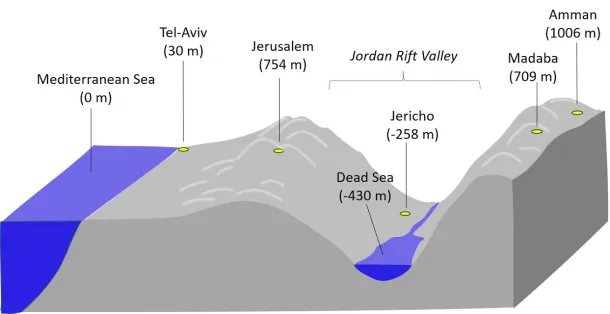 Mediterranean Sea
(0 m)
Tel-Aviv
(30 m)
Jerusalem
(754 m)
Jordan Rift Valley
Jericho
(-258 m)
Dead Sea
(-430 m)
Madaba
(709 m)
Amman
(1006 m)